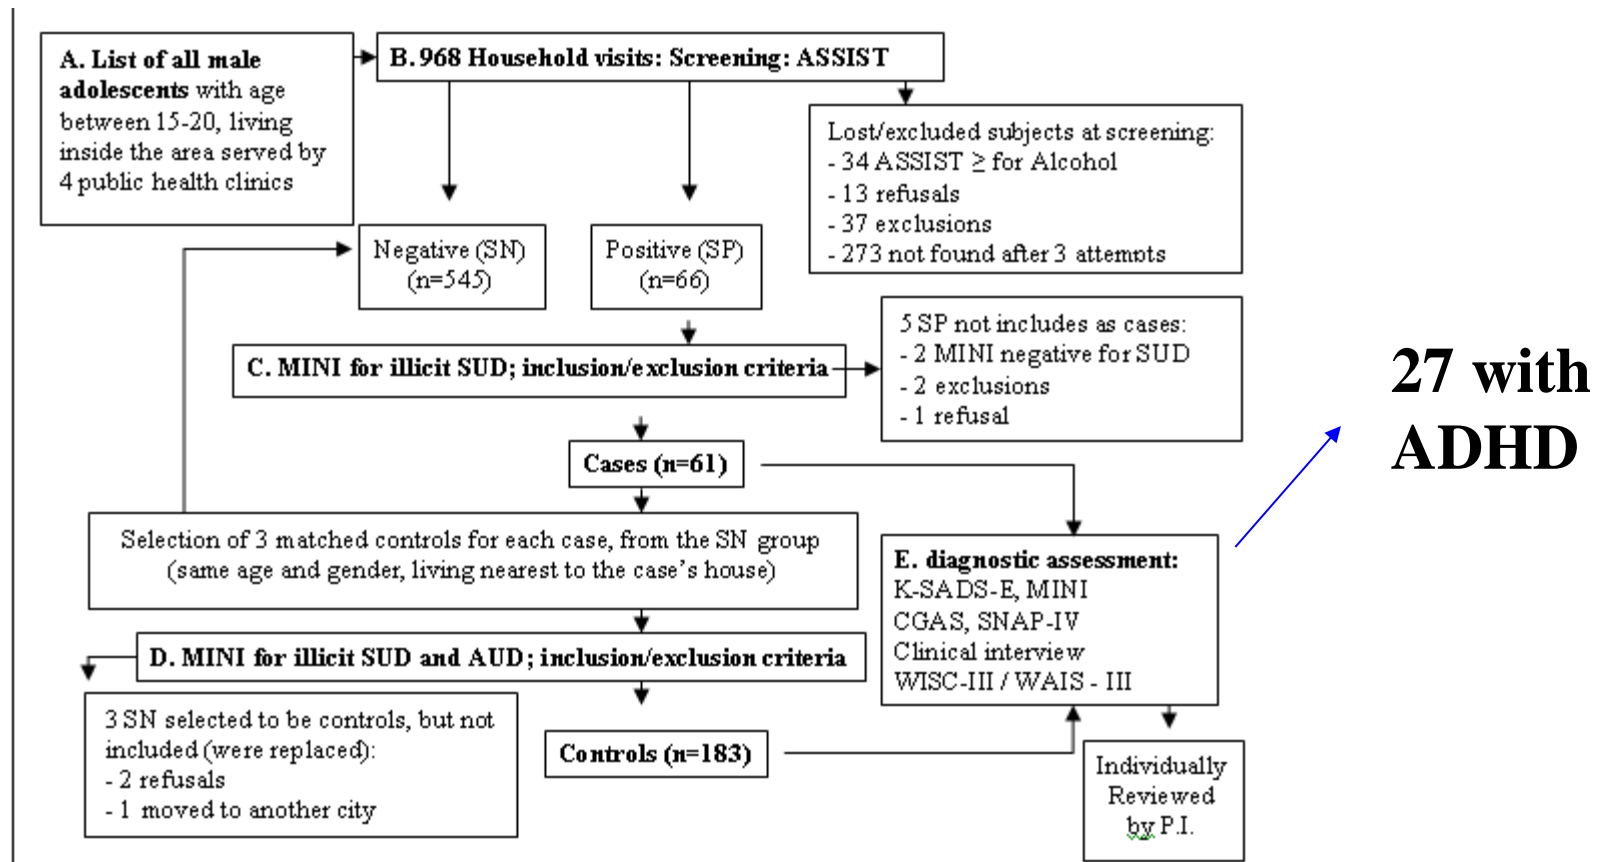 A. List of all male
adolescents with age
between 15-20, living
inside the area served by
4 public health clinics
B. 968 Household visits: Screening: ASSIST
Lost/excluded subjects at screening:
- 34 ASSIST ≥ for Alcohol
- 13 refusals
- 37 exclusions
- 273 not found after 3 attempts
Negative (SN)
(n=545)
Positive (SP)
(n=66)
5 SP not includes as cases:
- 2 MINI negative for SUD
- 2 exclusions
- 1 refusal
C. MINI for illicit SUD; inclusion/exclusion criteria
27 with
ADHD
Cases (n=61)
Selection of 3 matched controls for each case, from the SN group
(same age and gender, living nearest to the case's house)
E. diagnostic assessment:
K-SADS-E, MINI
CGAS, SNAP-IV
Clinical interview
WISC-III / WAIS - III
D. MINI for illicit SUD and AUD; inclusion/exclusion criteria
3 SN selected to be controls, but not
included (were replaced):
- 2 refusals
- 1 moved to another city
Controls (n=183)
Individually
Reviewed
by P.I.